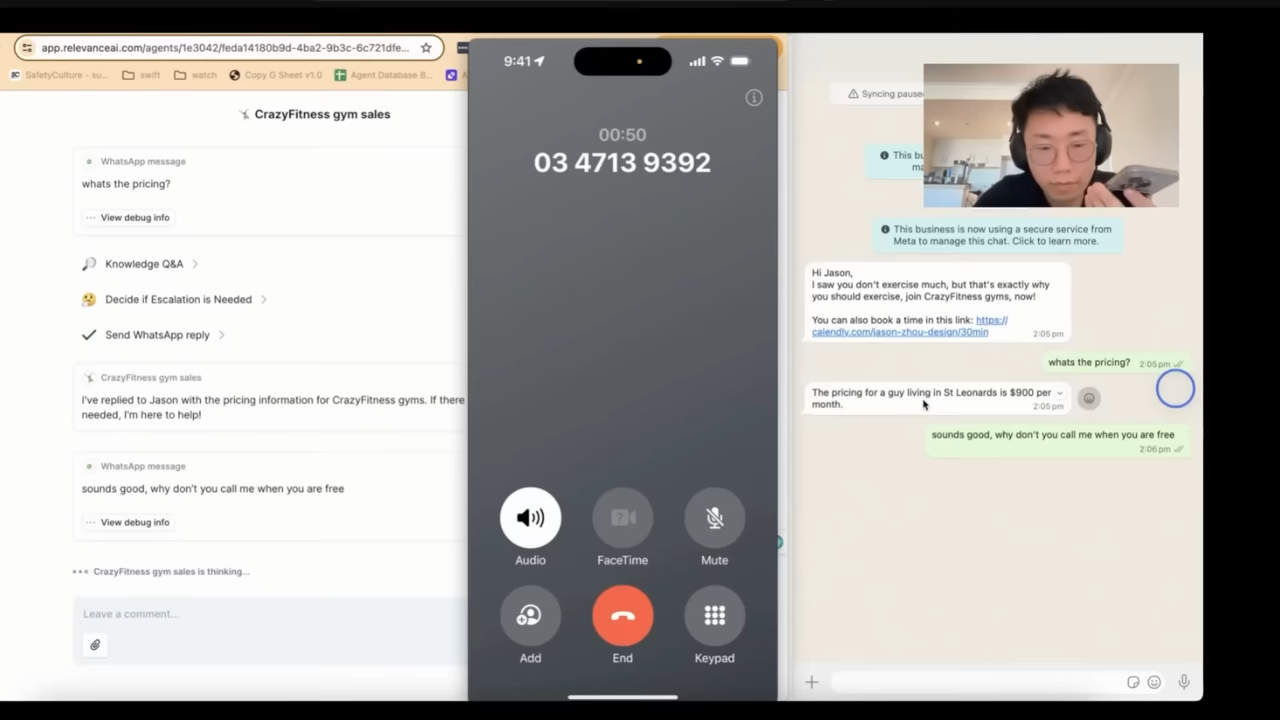 app.relevanceai.com/agents/1e3042/feda14180b9d-4ba2-9b3c-6c721dfe...
SafetyCulture - su...
swift
watch
Copy G Sheet v1.0
Agent Database B...
CrazyFitness gym sales
WhatsApp message
whats the pricing?
View debug info
Knowledge Q&A
Decide if Escalation is Needed
Send WhatsApp reply
CrazyFitness gym sales
I've replied to Jason with the pricing information for CrazyFitness gyms. If there
needed, I'm here to help!
WhatsApp message
sounds good, why don't you call me when you are free
View debug info
CrazyFitness gym sales is thinking...
Leave a comment...
9:41
00:50
03 4713 9392
Audio
FaceTime
Mute
Add
End
Keypad
Syncing paused
This bu
This business is now using a secure service from
Meta to manage this chat. Click to learn more.
Hi Jason,
I saw you don't exercise much, but that's exactly why
you should exercise, join CrazyFitness gyms, now!
You can also book a time in this link: https://
calendly.com/jason-zhou-design/30min
2:05 pm
whats the pricing?
2:05 pm
The pricing for a guy living in St Leonards is $900 per
month.
2:05 pm
sounds good, why don't you call me when you are free
2:06 pm